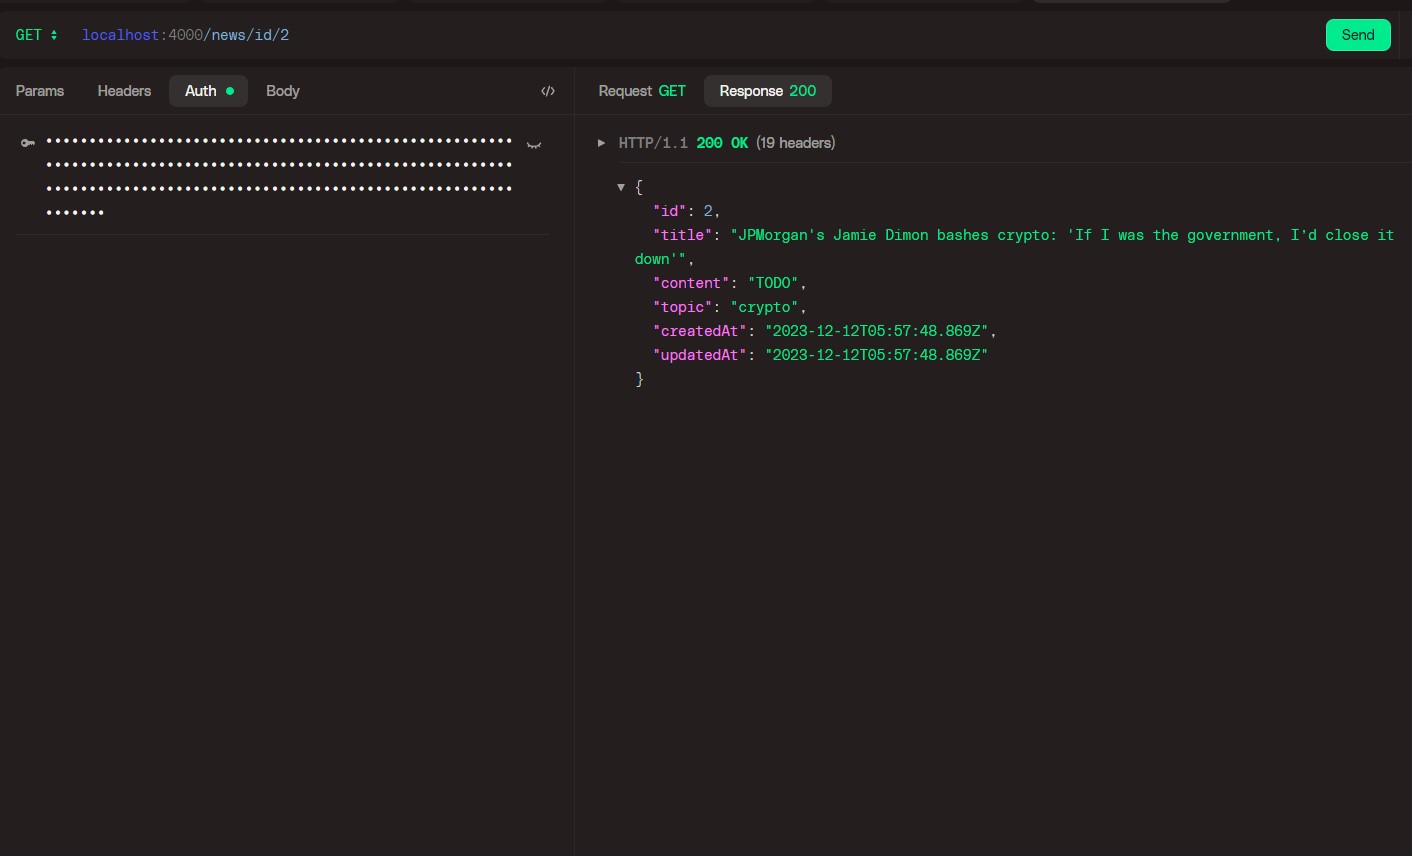 GET localhost:4000/news/id/2 Send
Params Headers Auth Body </> Request GET Response 200
HTTP/1.1 200 OK (19 headers)
{
"id": 2,
"title": "JPMorgan's Jamie Dimon bashes crypto: 'If I was the government, I'd close it
down'",
"content": "TODO",
"topic": "crypto",
"createdAt": "2023-12-12T05:57:48.869Z",
"updatedAt": "2023-12-12T05:57:48.869Z"
}